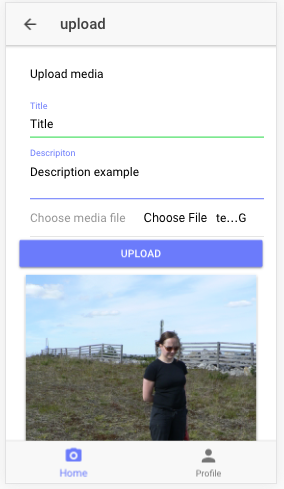 upload
Upload media
Title
Title
Descripiton
Description example
Choose media file Choose File te...G
UPLOAD
Home
Profile